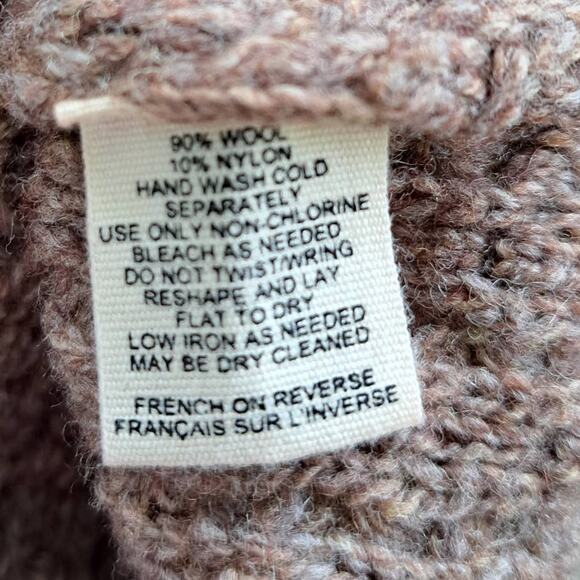 90% WOOL
10% NYLON
HAND WASH COLD
SEPARATELY
USE ONLY NON-CHLORINE
BLEACH AS NEEDED
DO NOT TWIST/WRING
RESHAPE AND LAY
FLAT TO DRY
LOW IRON AS NEEDED
MAY BE DRY CLEANED
FRENCH ON REVERSE
FRANÇAIS SUR L'INVERSE